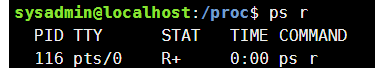 sysadmin@localhost:/proc$ ps r
PID TTY STAT TIME COMMAND
116 pts/0 R+ 0:00 ps r